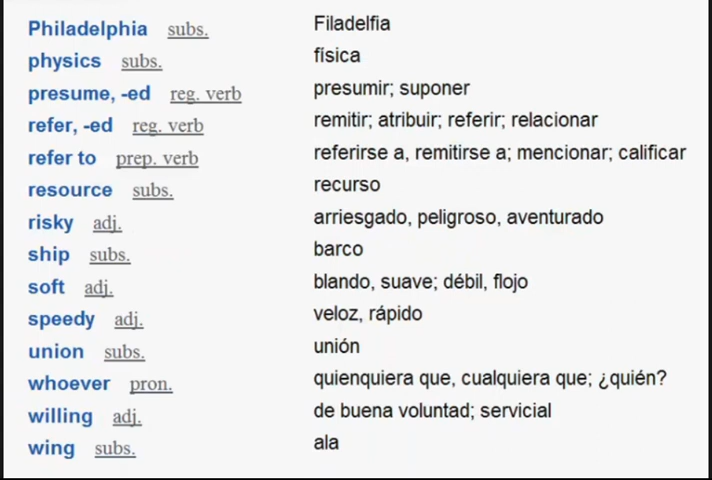 Philadelphia subs. Filadelfia
physics subs. física
presume, -ed reg. verb presumir; suponer
refer, -ed reg. verb remitir; atribuir; referir; relacionar
refer to prep. verb referirse a, remitirse a; mencionar; calificar
resource subs. recurso
risky adj. arriesgado, peligroso, aventurado
ship subs. barco
soft adj. blando, suave; débil, flojo
speedy adj. veloz, rápido
union subs. unión
whoever pron. quienquiera que, cualquiera que; ¿quién?
willing adj. de buena voluntad; servicial
wing subs. ala